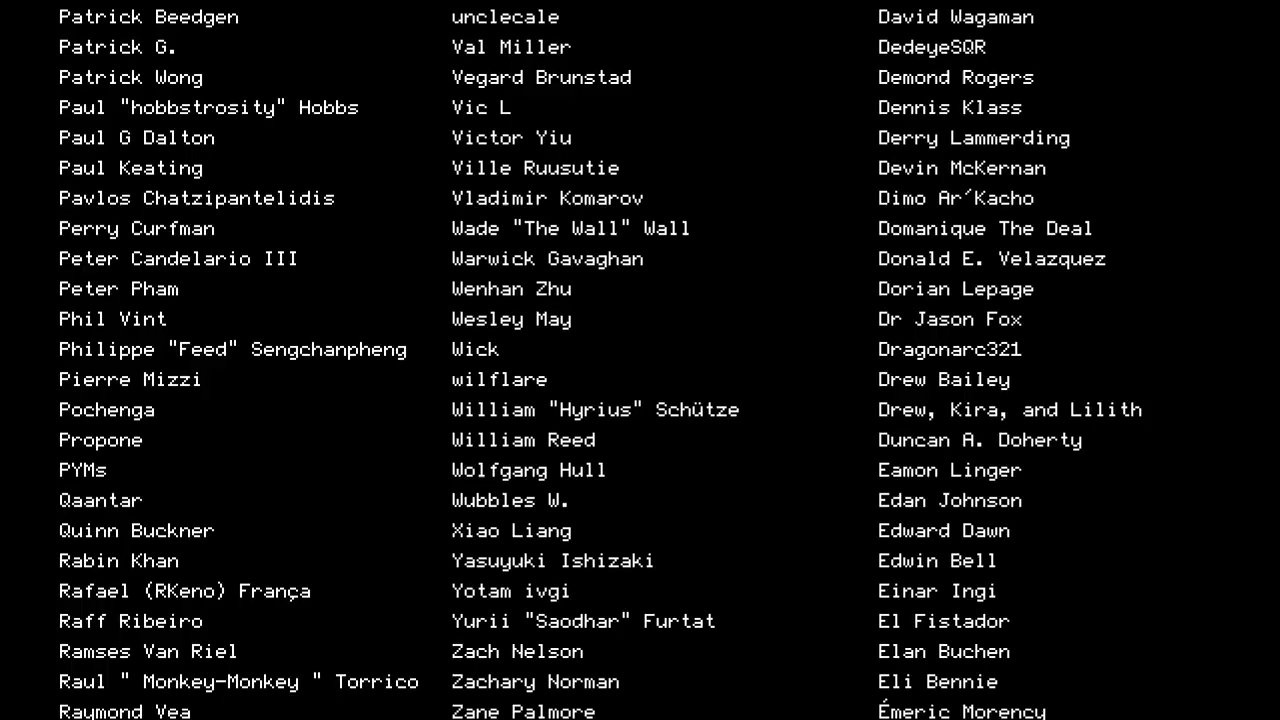 Patrick Beedgen
Patrick G.
Patrick Wong
Paul "hobbstrosity" Hobbs
Paul G Dalton
Paul Keating
Pavlos Chatzipantelidis
Perry Curfman
Peter Candelario III
Peter Pham
Phil Vint
Philippe "Feed" Sengchanpheng
Pierre Mizzi
Pochenga
Propone
PYMs
Qaantar
Quinn Buckner
Rabin Khan
Rafael (RKeno) França
Raff Ribeiro
Ramses Van Riel
Raul " Monkey-Monkey " Torrico
Raymond Vea
unclecale
Val Miller
Vegard Brunstad
Vic L
Victor Yiu
Ville Ruusutie
Vladimir Komarov
Wade "The Wall" Wall
Warwick Gavaghan
Wenhan Zhu
Wesley May
Wick
wilflare
William "Hyrius" Schütze
William Reed
Wolfgang Hull
Wubbles W.
Xiao Liang
Yasuyuki Ishizaki
Yotam ivgi
Yurii "Saodhar" Furtat
Zach Nelson
Zachary Norman
Zane Palmore
David Wagaman
DedeyeSQR
Demond Rogers
Dennis Klass
Derry Lammerding
Devin McKernan
Dimo Ar´Kacho
Domanique The Deal
Donald E. Velazquez
Dorian Lepage
Dr Jason Fox
Dragonarc321
Drew Bailey
Drew, Kira, and Lilith
Duncan A. Doherty
Eamon Linger
Edan Johnson
Edward Dawn
Edwin Bell
Einar Ingi
El Fistador
Elan Buchen
Eli Bennie
Émeric Morency